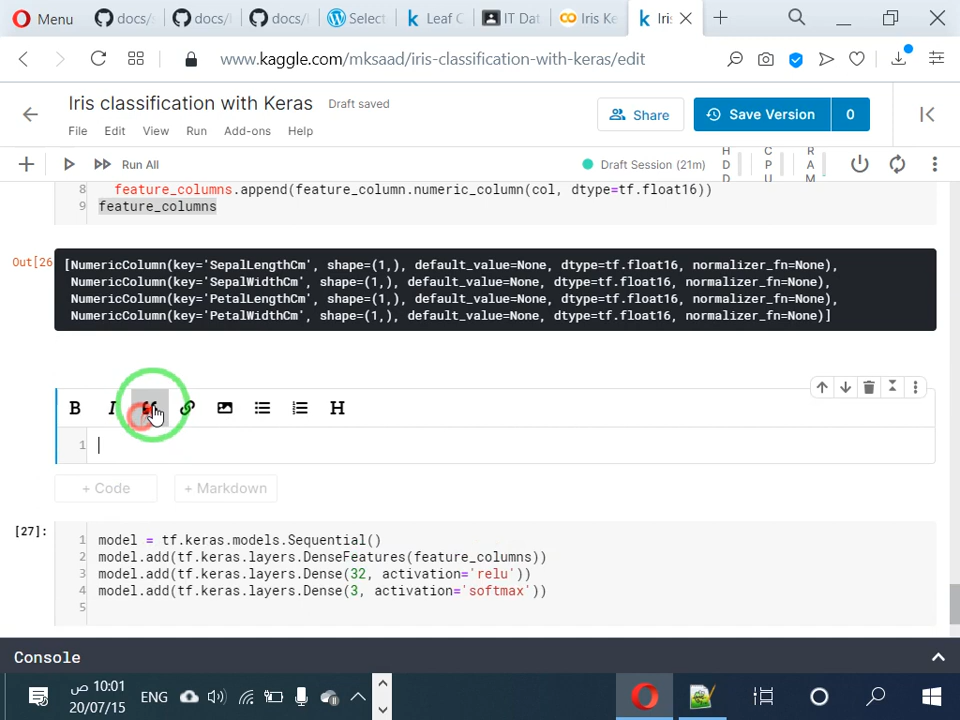 Menu docs/ docs/ docs/ Select Leaf C IT Dat Iris Ke Iris
www.kaggle.com/mksaad/iris-classification-with-keras/edit
Iris classification with Keras Draft saved
File Edit View Run Add-ons Help
Share Save Version 0
Run All Draft Session (21m) HDD CPU RAM
8 feature_columns.append(feature_column.numeric_column(col, dtype=tf.float16))
9 feature_columns
Out[26 [NumericColumn(key='SepalLengthCm', shape=(1,), default_value=None, dtype=tf.float16, normalizer_fn=None),
NumericColumn(key='SepalWidthCm', shape=(1,), default_value=None, dtype=tf.float16, normalizer_fn=None),
NumericColumn(key='PetalLengthCm', shape=(1,), default_value=None, dtype=tf.float16, normalizer_fn=None),
NumericColumn(key='PetalWidthCm', shape=(1,), default_value=None, dtype=tf.float16, normalizer_fn=None)]
B I H
1
+ Code + Markdown
[27]:
1 model = tf.keras.models.Sequential()
2 model.add(tf.keras.layers.DenseFeatures(feature_columns))
3 model.add(tf.keras.layers.Dense(32, activation='relu'))
4 model.add(tf.keras.layers.Dense(3, activation='softmax'))
5
Console
10:01 ص
20/07/15
ENG